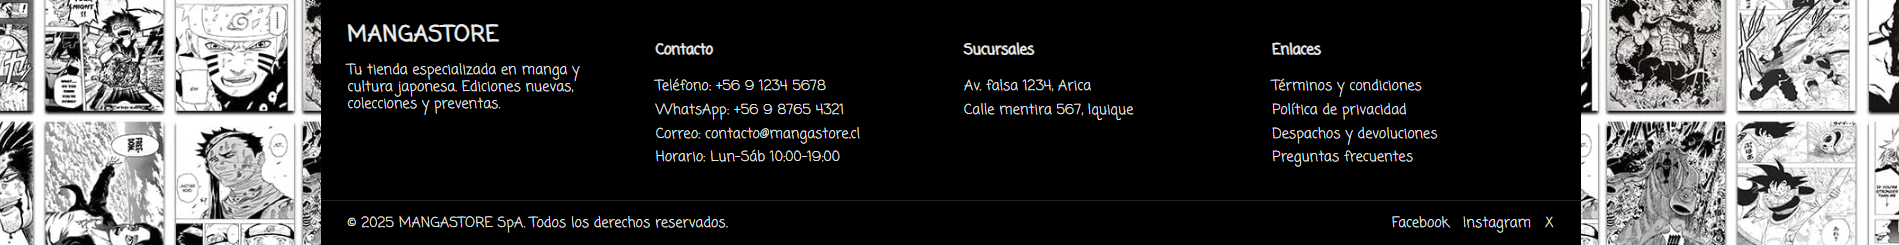 MANGASTORE
Tu tienda especializada en manga y
cultura japonesa. Ediciones nuevas,
colecciones y preventas.
Contacto
Teléfono: +56 9 1234 5678
WhatsApp: +56 9 8765 4321
Correo: contacto@mangastore.cl
Horario: Lun-Sáb 10:00-19:00
Sucursales
Av. falsa 1234, Arica
Calle mentira 567, Iquique
Enlaces
Términos y condiciones
Política de privacidad
Despachos y devoluciones
Preguntas frecuentes
© 2025 MANGASTORE SpA. Todos los derechos reservados.
Facebook Instagram X